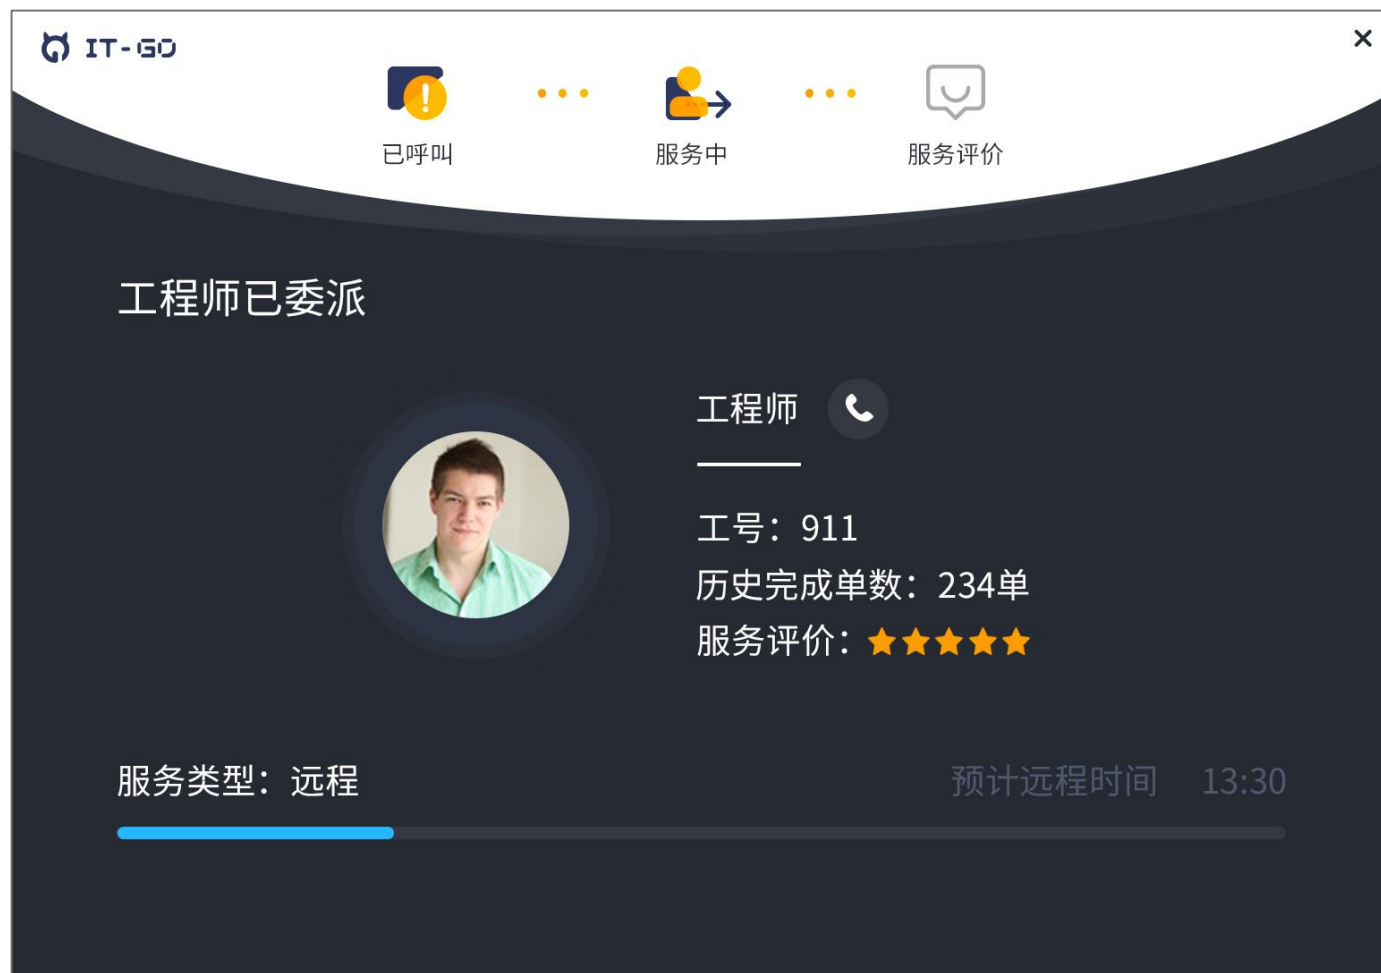 IT-GO
已呼叫
服务中
服务评价
工程师已委派
工程师
工号：911
历史完成单数：234单
服务评价：
服务类型：远程
预计远程时间 13:30